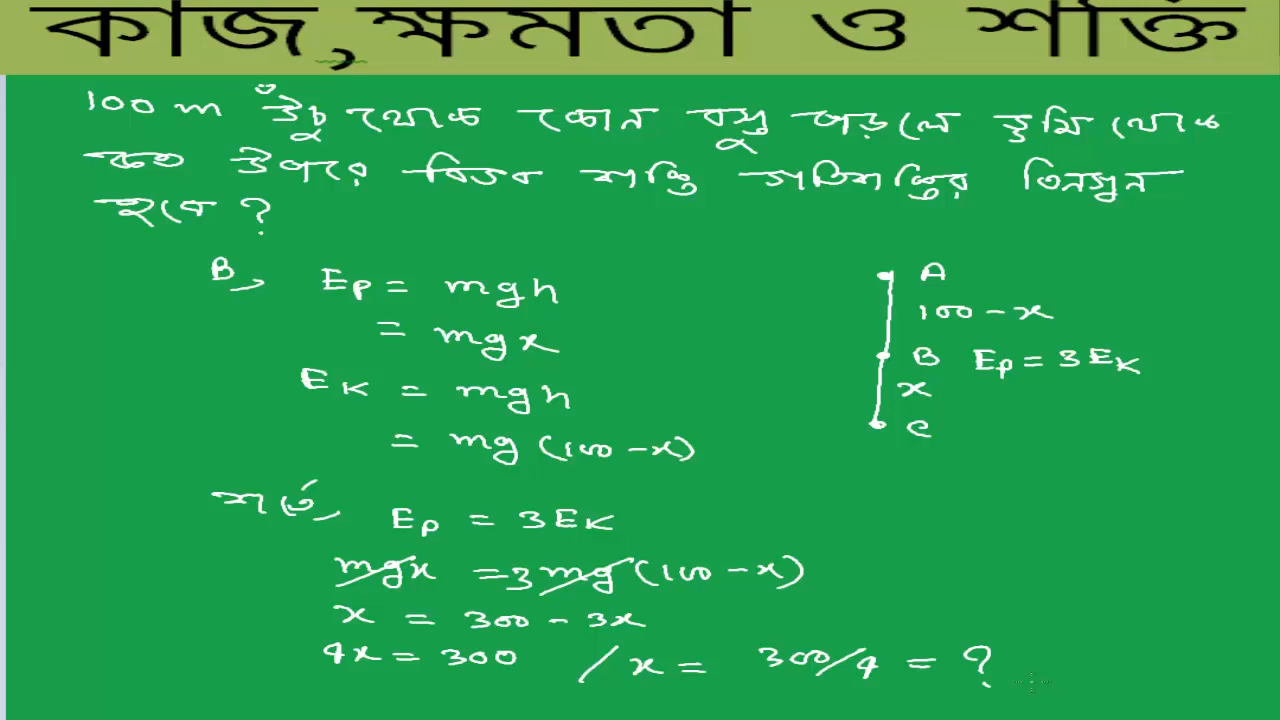 কাজ,ক্ষমতা ও শক্তি
100 m উঁচু থেকে কোন বস্তু পড়লে ভূমি থেকে
কত উপরে বিভব শক্তি গতিশক্তির তিনগুন
হবে ?
B, Ep = mgh
= mgx
EK = mgh
= mg (100 - x)
শর্তে, Ep = 3EK
mgx = 3mg (100 - x)
x = 300 - 3x
4x = 300 / x = 300/4 = ?
A
100 - x
B Ep = 3EK
x
C